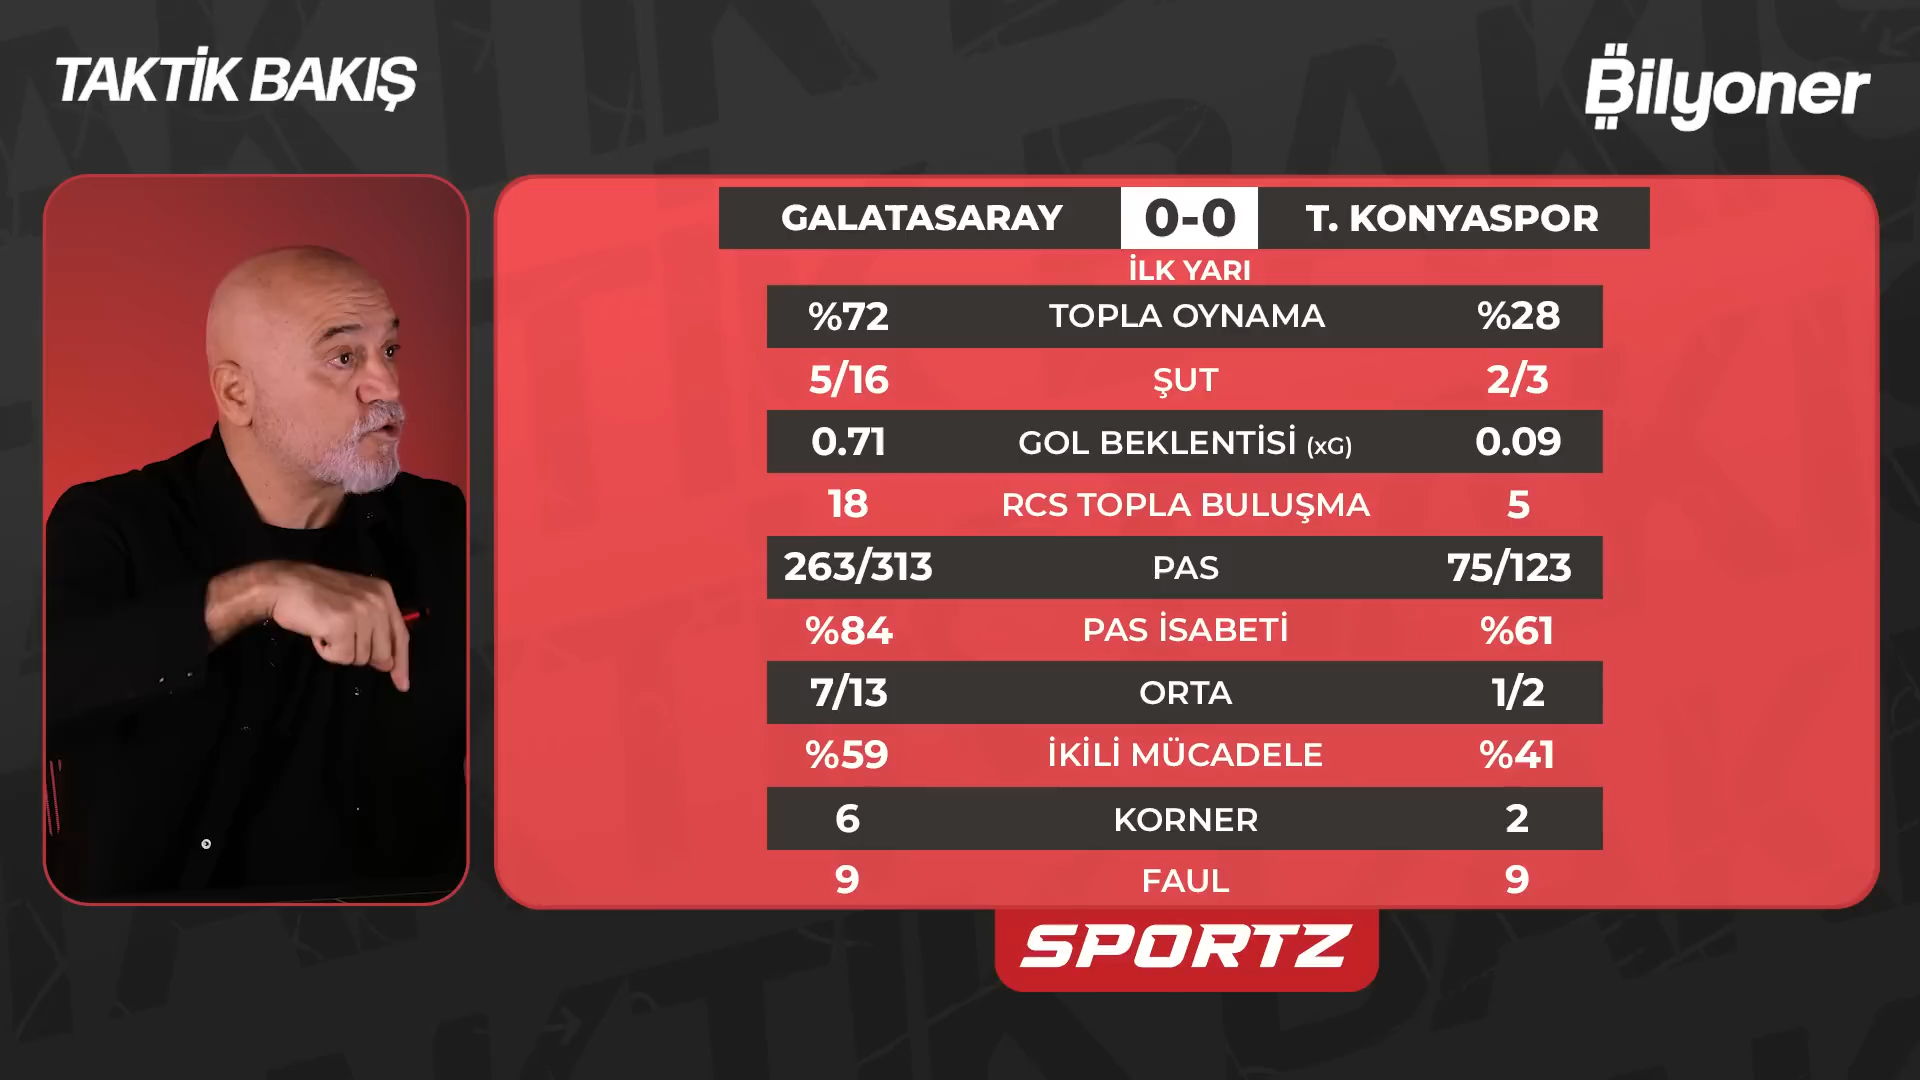 TAKTİK BAKIŞ
Bilyoner
GALATASARAY 0-0 T. KONYASPOR
İLK YARI
%72 TOPLA OYNAMA %28
5/16 ŞUT 2/3
0.71 GOL BEKLENTİSİ (xG) 0.09
18 RCS TOPLA BULUŞMA 5
263/313 PAS 75/123
%84 PAS İSABETİ %61
7/13 ORTA 1/2
%59 İKİLİ MÜCADELE %41
6 KORNER 2
9 FAUL 9
SPORTZ